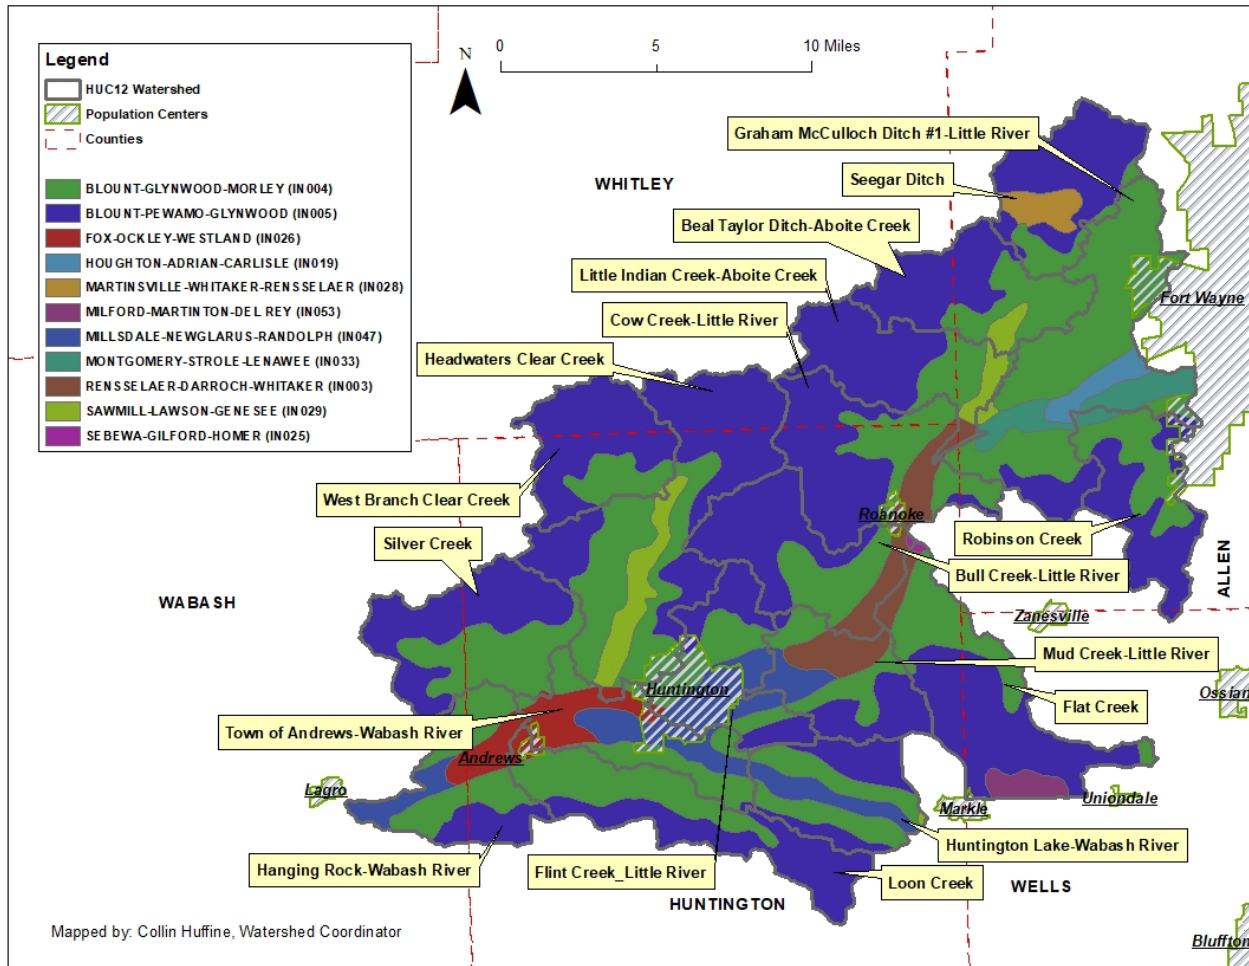 Legend
HUC12 Watershed
Population Centers
Counties
BLOUNT-GLYNWOOD-MORLEY (IN004)
BLOUNT-PEWAMO-GLYNWOOD (IN005)
FOX-OCKLEY-WESTLAND (IN026)
HOUGHTON-ADRIAN-CARLISLE (IN019)
MARTINSVILLE-WHITAKER-RENSSELAER (IN028)
MILFORD-MARTINTON-DEL REY (IN053)
MILLSDALE-NEWGLARUS-RANDOLPH (IN047)
MONTGOMERY-STROLE-LENAWEE (IN033)
RENSSELAER-DARROCH-WHITAKER (IN003)
SAWMILL-LAWSON-GENESEE (IN029)
SEBEWA-GILFORD-HOMER (IN025)
N
0 5 10 Miles
Graham McCulloch Ditch #1-Little River
WHITLEY
Seegar Ditch
Beal Taylor Ditch-Aboite Creek
Little Indian Creek-Aboite Creek
Fort Wayne
Cow Creek-Little River
Headwaters Clear Creek
West Branch Clear Creek
Roanoke
Silver Creek
Robinson Creek
Bull Creek-Little River
ALLEN
WABASH
Zanesville
Mud Creek-Little River
Huntington
Ossian
Flat Creek
Town of Andrews-Wabash River
Andrews
Lagro
Markle
Uniondale
Huntington Lake-Wabash River
Hanging Rock-Wabash River
Flint Creek_Little River
Loon Creek
WELLS
HUNTINGTON
Mapped by: Collin Huffine, Watershed Coordinator
Bluffton